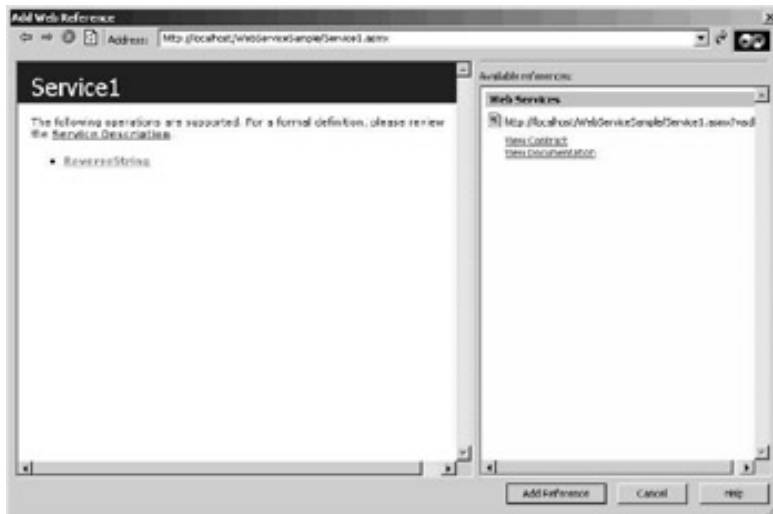 Add Web Reference
Address: http://localhost/WebServiceSample/Service1.asmx
Service1
The following operations are supported. For a formal definition, please review
the Service Description.
ReverseString
Available references:
Web Services
http://localhost/WebServiceSample/Service1.asmx?wsdl
View Contract
View Documentation
Add Reference
Cancel
Help